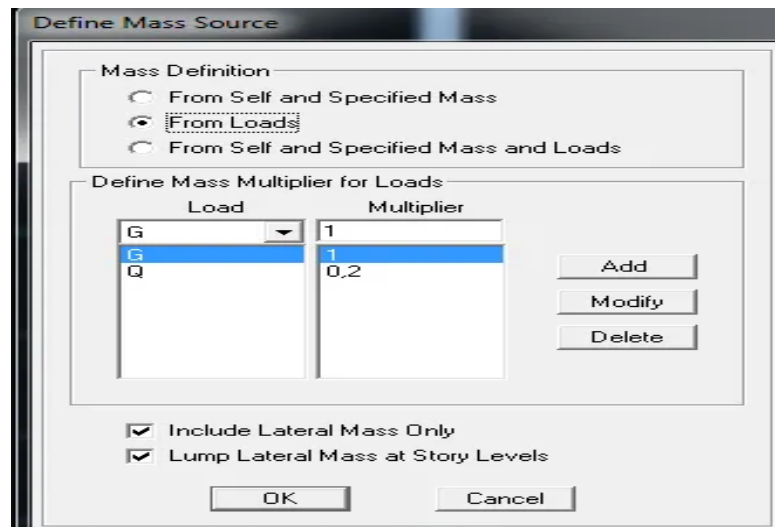 Define Mass Source
Mass Definition
From Self and Specified Mass
From Loads
From Self and Specified Mass and Loads
Define Mass Multiplier for Loads
Load Multiplier
G 1
G 1
Q 0,2
Add
Modify
Delete
Include Lateral Mass Only
Lump Lateral Mass at Story Levels
OK Cancel